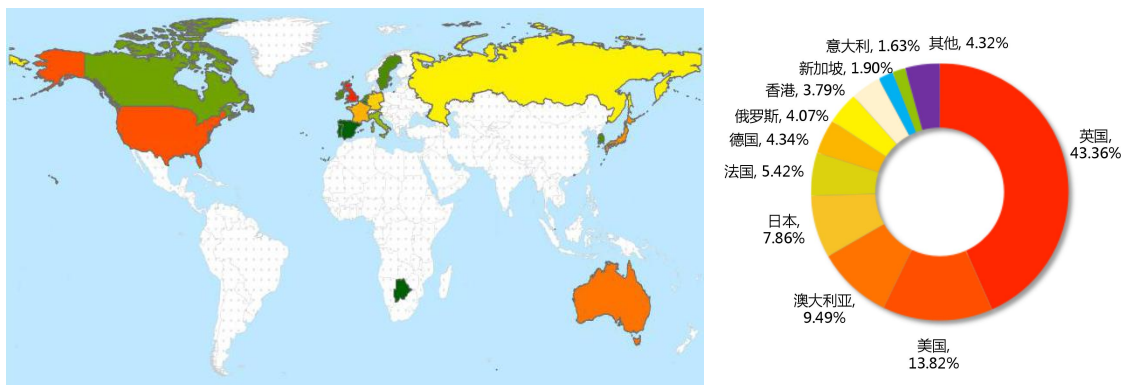 意大利, 1.63%
其他, 4.32%
新加坡, 1.90%
香港, 3.79%
俄罗斯, 4.07%
德国, 4.34%
法国, 5.42%
日本,
7.86%
澳大利亚,
9.49%
美国,
13.82%
英国,
43.36%